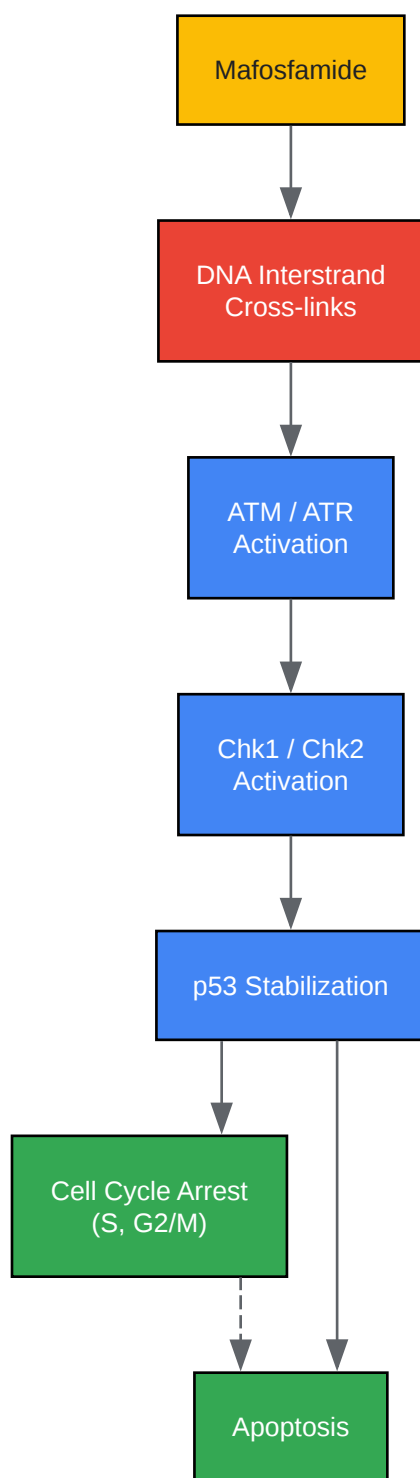 Mafosfamide
DNA Interstrand
Cross-links
ATM / ATR
Activation
Chk1 / Chk2
Activation
p53 Stabilization
Cell Cycle Arrest
(S, G2/M)
Apoptosis